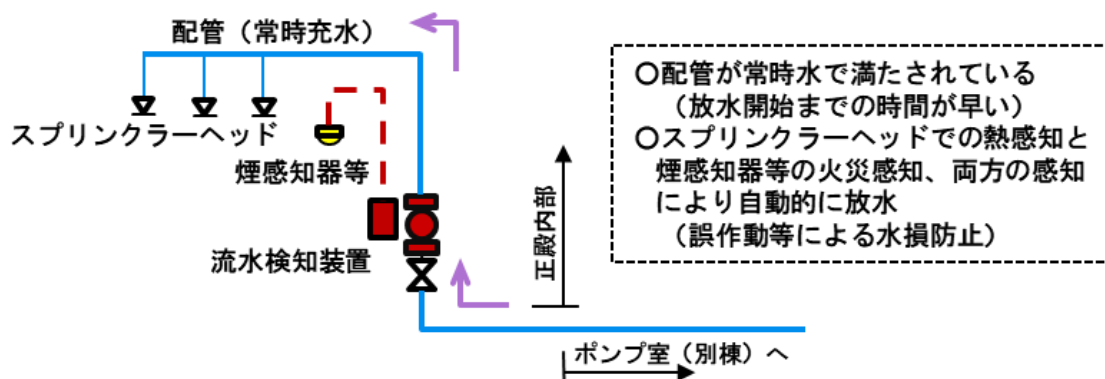 配管（常時充水）
スプリンクラーヘッド
煙感知器等
流水検知装置
正殿内部
ポンプ室（別棟）へ
〇配管が常時水で満たされている
（放水開始までの時間が早い）
〇スプリンクラーヘッドでの熱感知と
煙感知器等の火災感知、両方の感知
により自動的に放水
（誤作動等による水損防止）